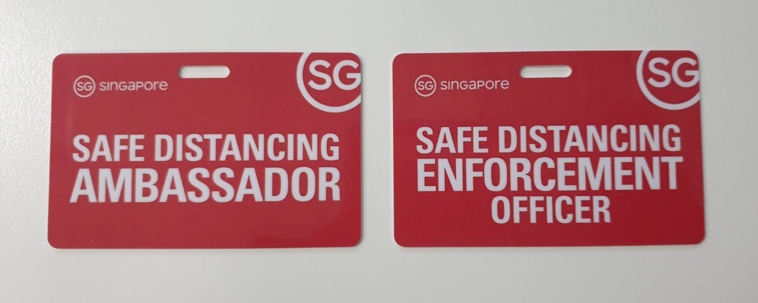 SG SINGAPORE
SG
SAFE DISTANCING
AMBASSADOR
SG SINGAPORE
SG
SAFE DISTANCING
ENFORCEMENT
OFFICER